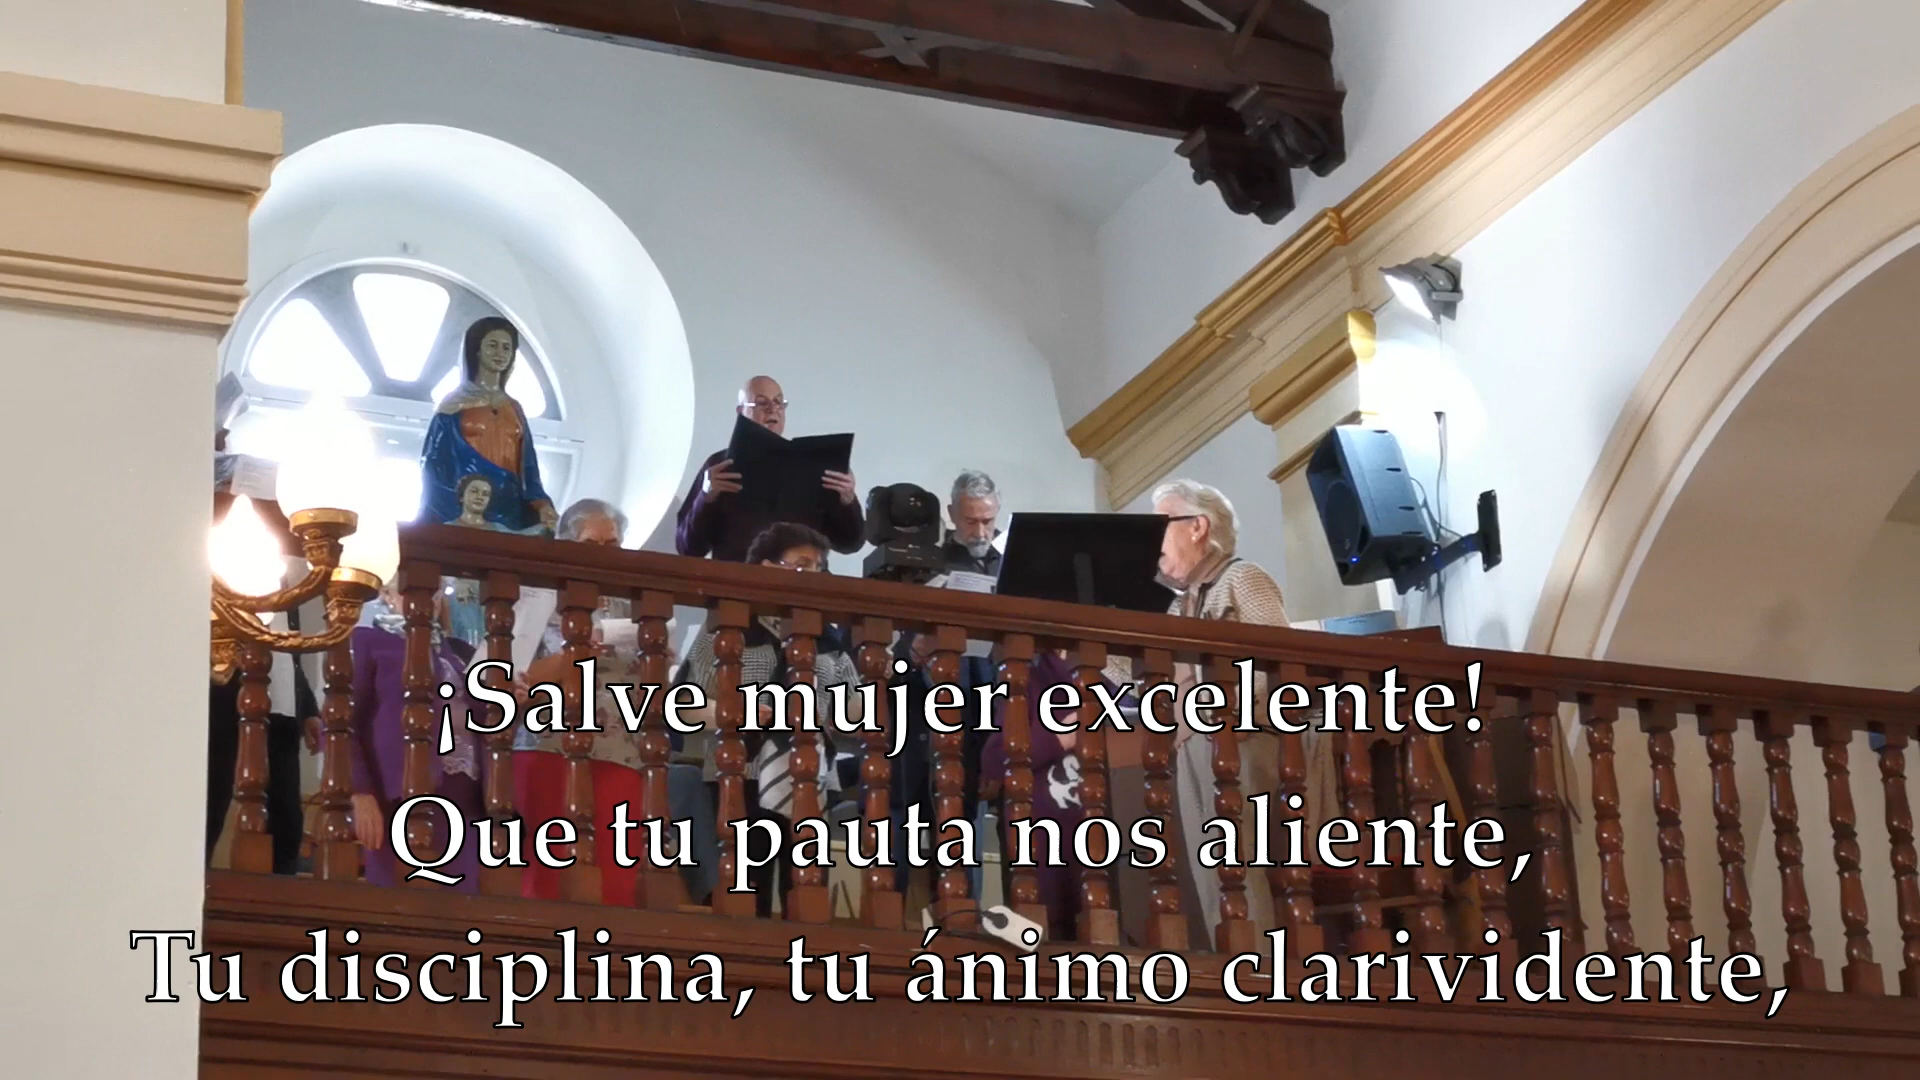 ¡Salve mujer excelente!
Que tu pauta nos aliente,
Tu disciplina, tu ánimo clarividente,